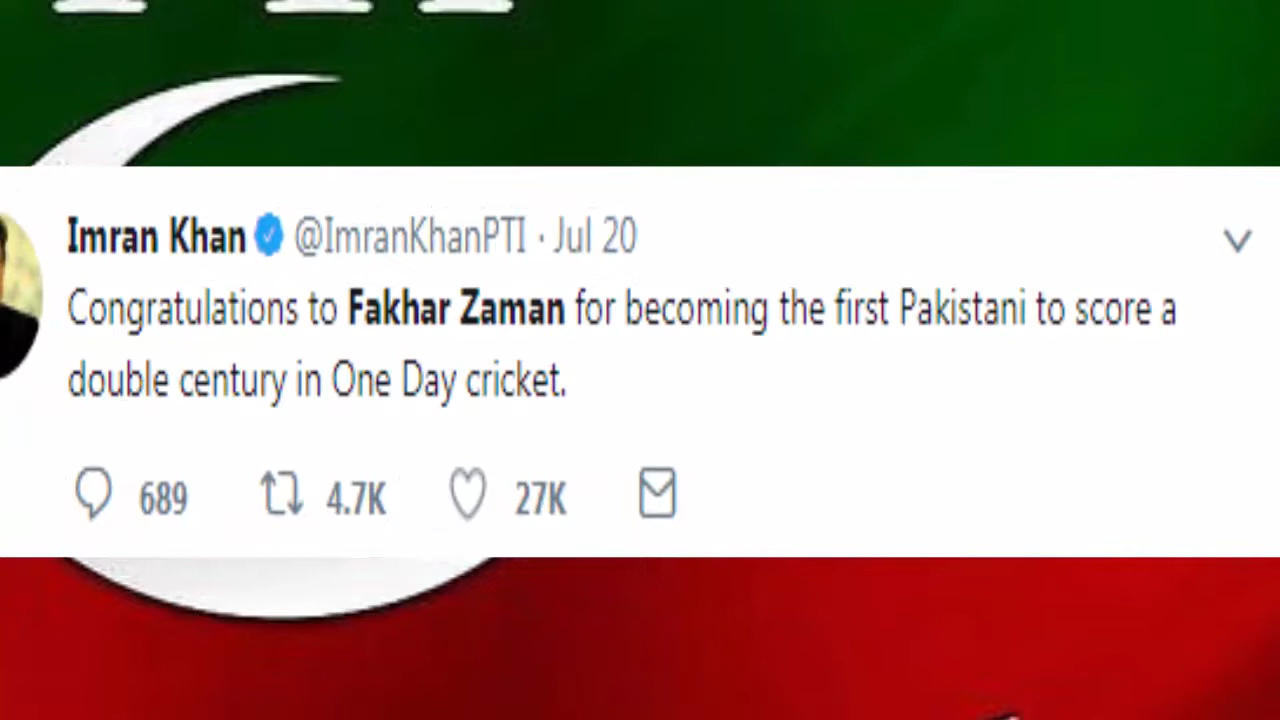 Imran Khan @ImranKhanPTI · Jul 20
Congratulations to Fakhar Zaman for becoming the first Pakistani to score a
double century in One Day cricket.
689 4.7K 27K